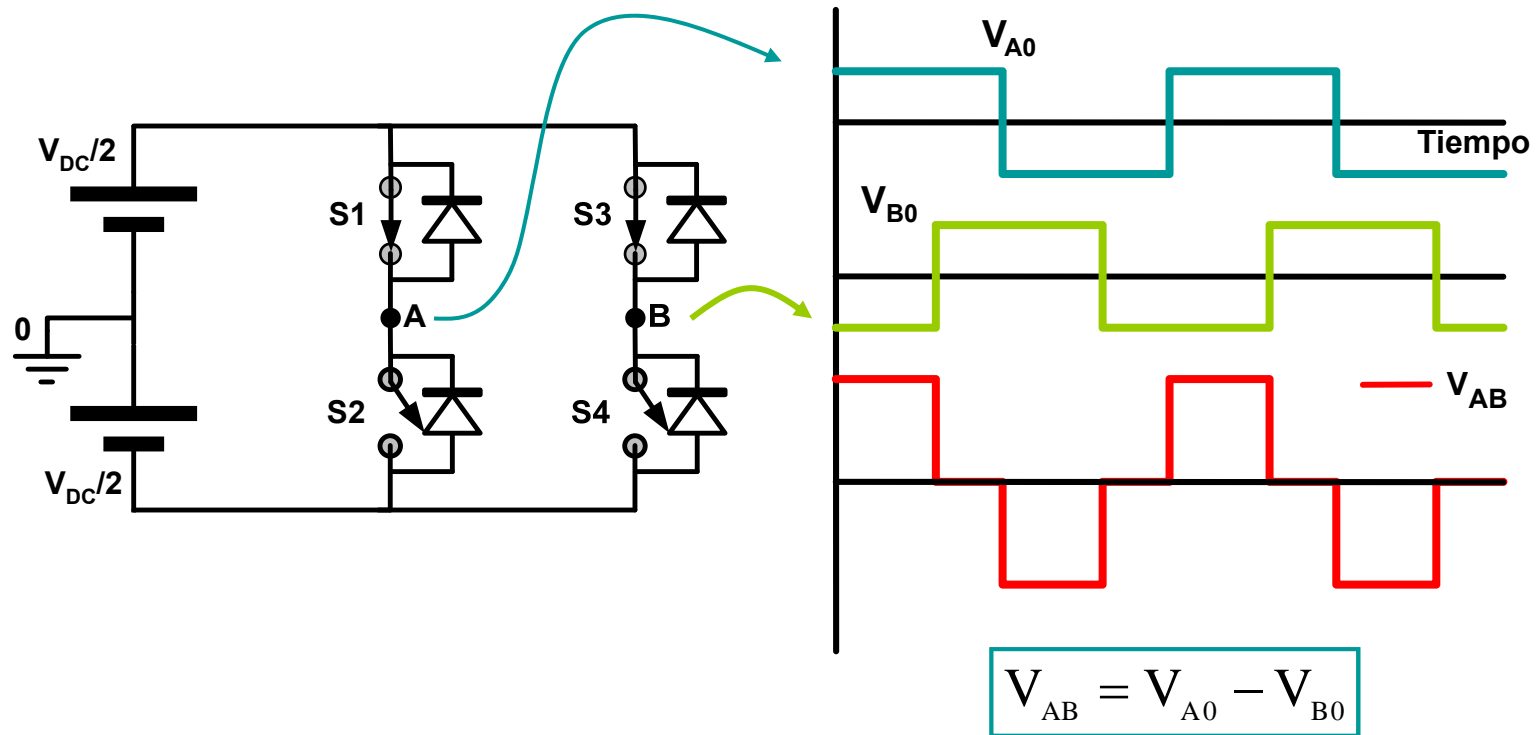 V_DC/2
S1
S3
A
B
0
S2
S4
V_DC/2
V_A0
Tiempo
V_B0
V_AB
V_AB = V_A0 − V_B0